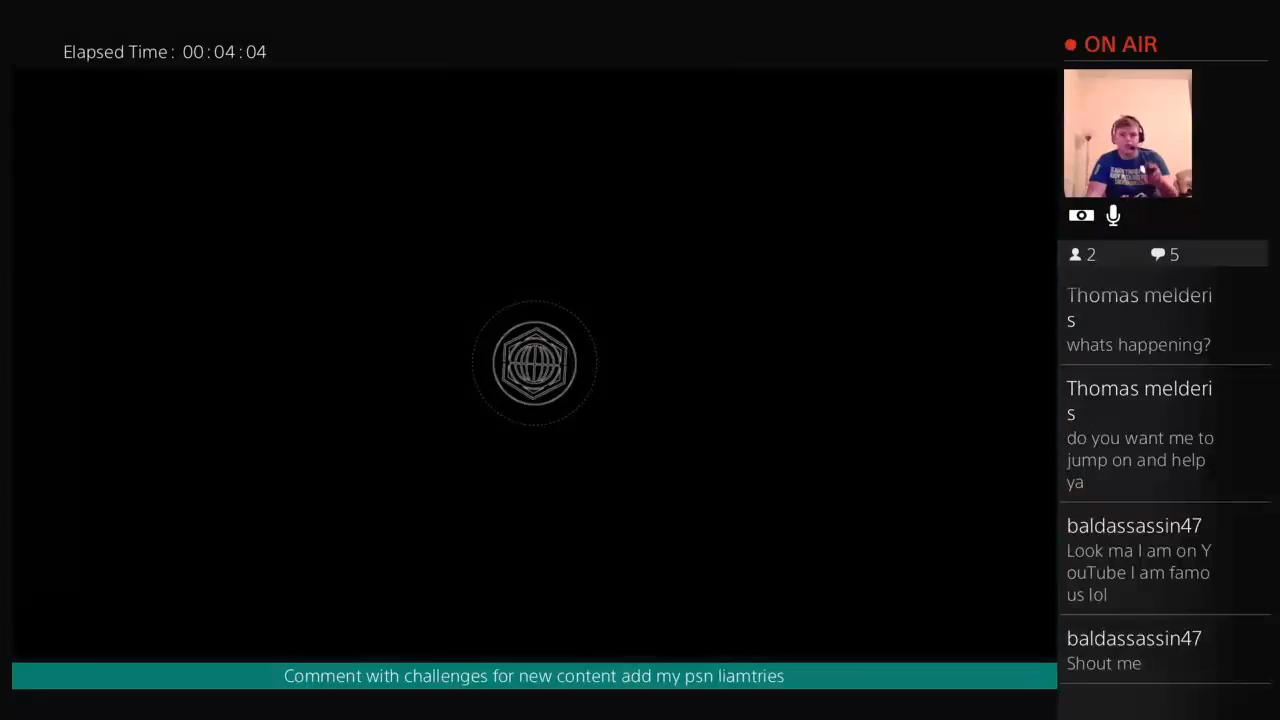 Elapsed Time: 00:04:04
ON AIR
2 5
Thomas melderi
s
whats happening?
Thomas melderi
s
do you want me to
jump on and help
ya
baldassassin47
Look ma I am on Y
ouTube I am famo
us lol
baldassassin47
Shout me
Comment with challenges for new content add my psn liamtries